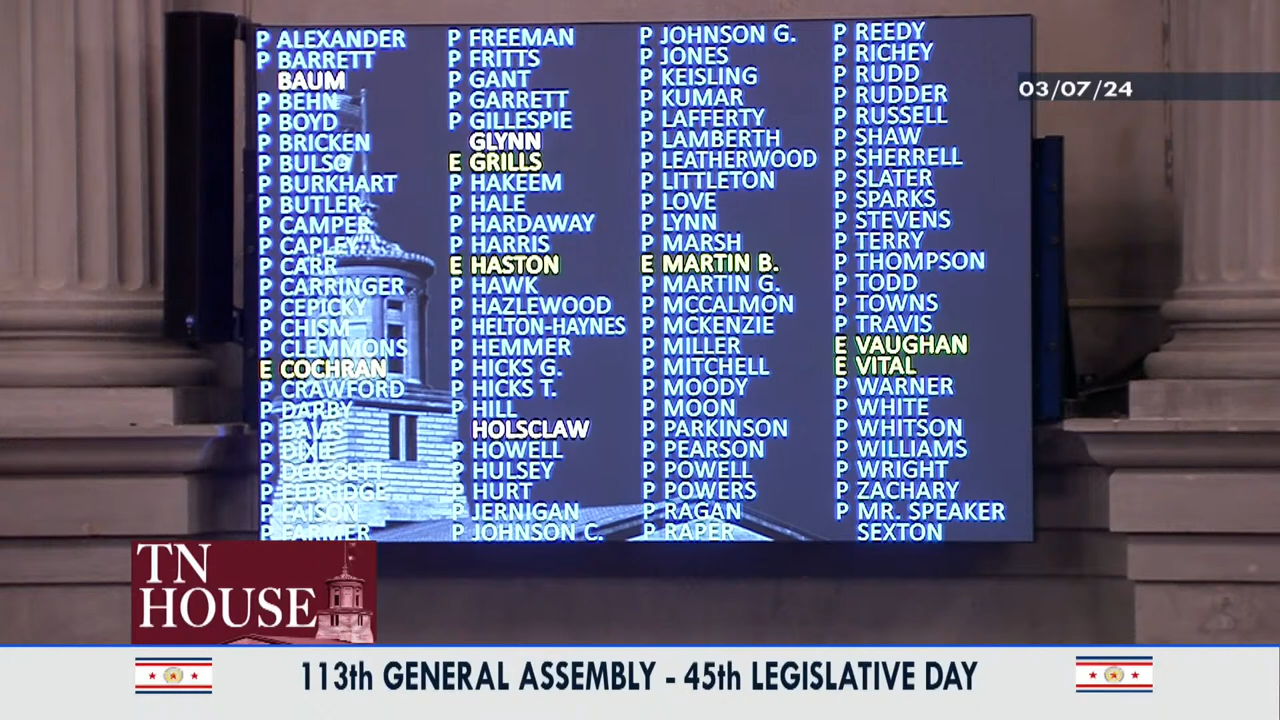 P ALEXANDER
P BARRETT
BAUM
P BEHN
P BOYD
P BRICKEN
P BULSO
P BURKHART
P BUTLER
P CAMPER
P CAPLEY
P CARR
P CARRINGER
P CEPICKY
P CHISM
P CLEMMONS
E COCHRAN
P CRAWFORD
P DARBY
P DAVIS
P DIXIE
P DOGGETT
P ELDRIDGE
P FAISON
P FARMER
P FREEMAN
P FRITTS
P GANT
P GARRETT
P GILLESPIE
GLYNN
E GRILLS
P HAKEEM
P HALE
P HARDAWAY
P HARRIS
E HASTON
P HAWK
P HAZLEWOOD
P HELTON-HAYNES
P HEMMER
P HICKS G.
P HICKS T.
P HILL
HOLSCLAW
P HOWELL
P HULSEY
P HURT
P JERNIGAN
P JOHNSON C.
P JOHNSON G.
P JONES
P KEISLING
P KUMAR
P LAFFERTY
P LAMBERTH
P LEATHERWOOD
P LITTLETON
P LOVE
P LYNN
P MARSH
E MARTIN B.
P MARTIN G.
P MCCALMON
P MCKENZIE
P MILLER
P MITCHELL
P MOODY
P MOON
P PARKINSON
P PEARSON
P POWELL
P POWERS
P RAGAN
P RAPER
P REEDY
P RICHEY
P RUDD
P RUDDER
P RUSSELL
P SHAW
P SHERRELL
P SLATER
P SPARKS
P STEVENS
P TERRY
P THOMPSON
P TODD
P TOWNS
P TRAVIS
E VAUGHAN
E VITAL
P WARNER
P WHITE
P WHITSON
P WILLIAMS
P WRIGHT
P ZACHARY
P MR. SPEAKER
SEXTON
03/07/24
TN
HOUSE
113th GENERAL ASSEMBLY - 45th LEGISLATIVE DAY